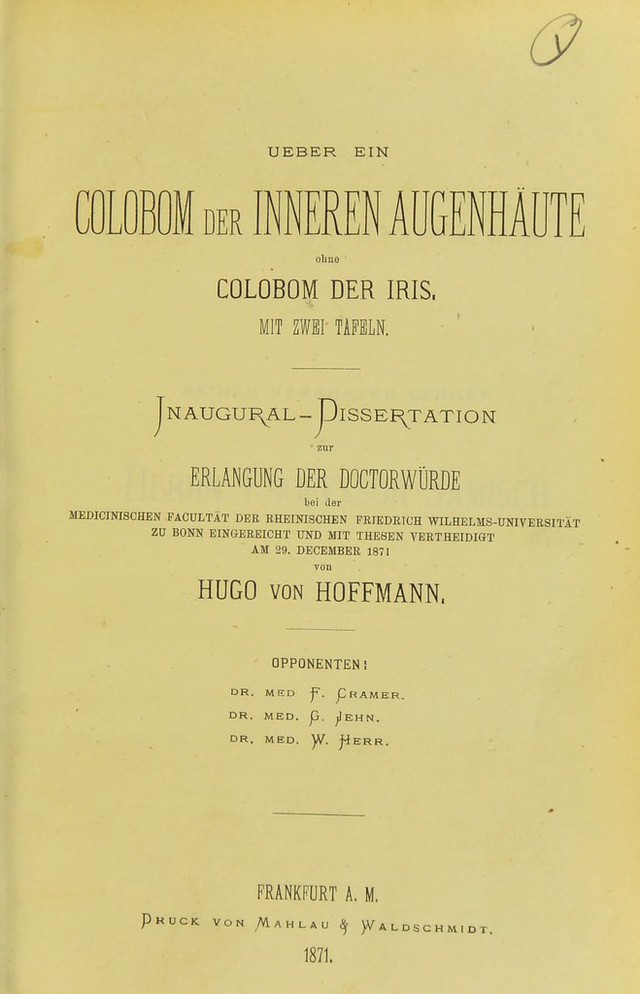 UEBER EIN
COLOBOM DER INNEREN AUGENHÄUTE
ohne
COLOBOM DER IRIS.
MIT ZWEI TAFELN.
INAUGURAL-DISSERTATION
zur
ERLANGUNG DER DOCTORWÜRDE
bei der
MEDICINISCHEN FACULTÄT DER RHEINISCHEN FRIEDRICH WILHELMS-UNIVERSITÄT
ZU BONN EINGEREICHT UND MIT THESEN VERTHEIDIGT
AM 29. DECEMBER 1871
von
HUGO VON HOFFMANN.
OPPONENTEN:
DR. MED F. CRAMER.
DR. MED. G. JEHN.
DR. MED. W. HERR.
FRANKFURT A. M.
DRUCK VON MAHLAU & WALDSCHMIDT.
1871.